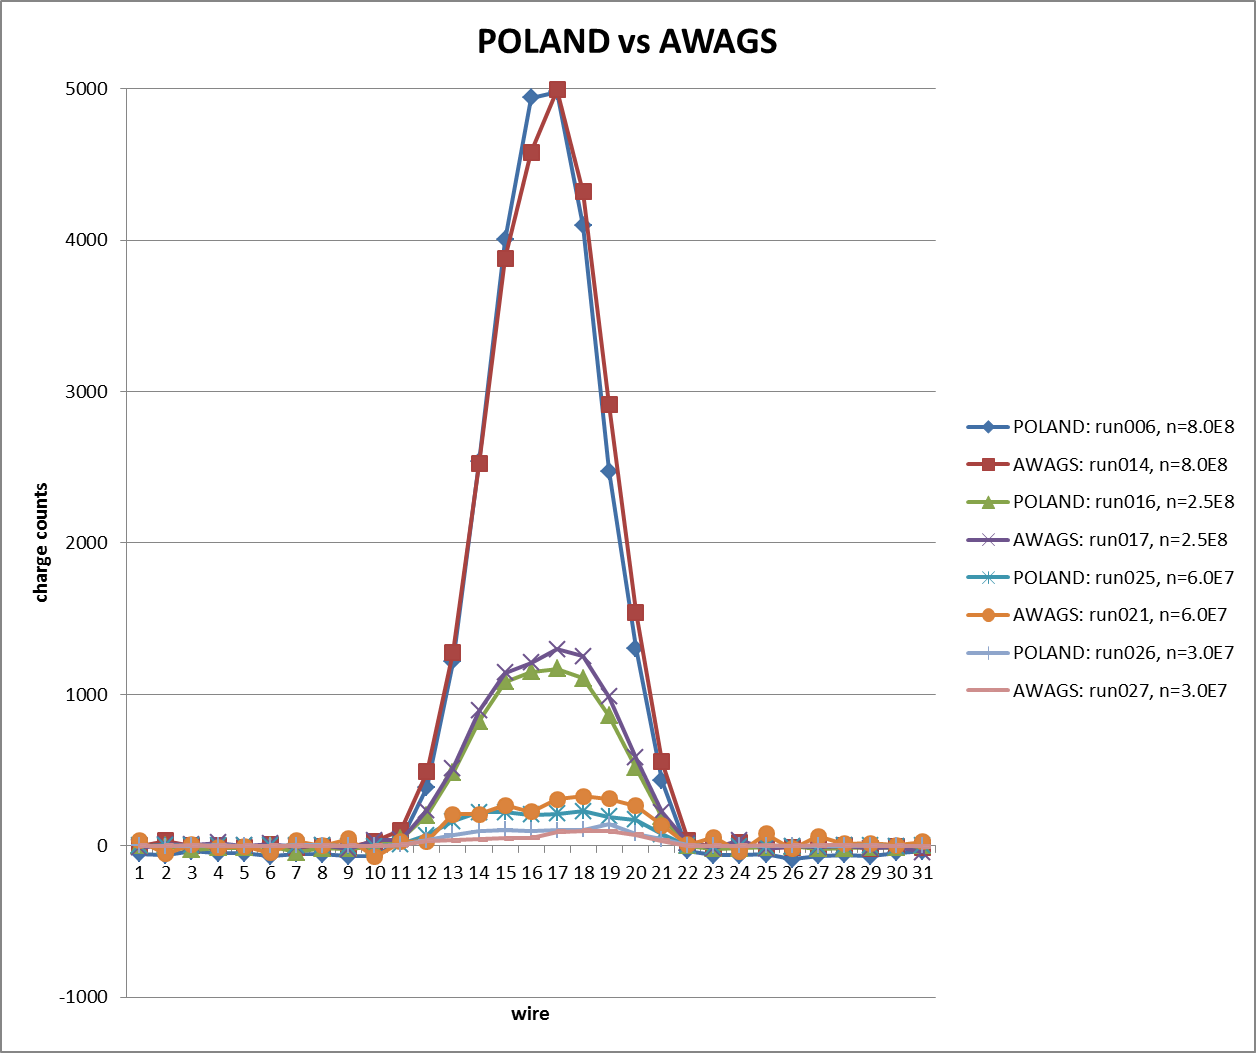 POLAND vs AWAGS
5000
4000
3000
2000
1000
0
-1000
charge counts
1 2 3 4 5 6 7 8 9 10 11 12 13 14 15 16 17 18 19 20 21 22 23 24 25 26 27 28 29 30 31
wire
POLAND: run006, n=8.0E8
AWAGS: run014, n=8.0E8
POLAND: run016, n=2.5E8
AWAGS: run017, n=2.5E8
POLAND: run025, n=6.0E7
AWAGS: run021, n=6.0E7
POLAND: run026, n=3.0E7
AWAGS: run027, n=3.0E7